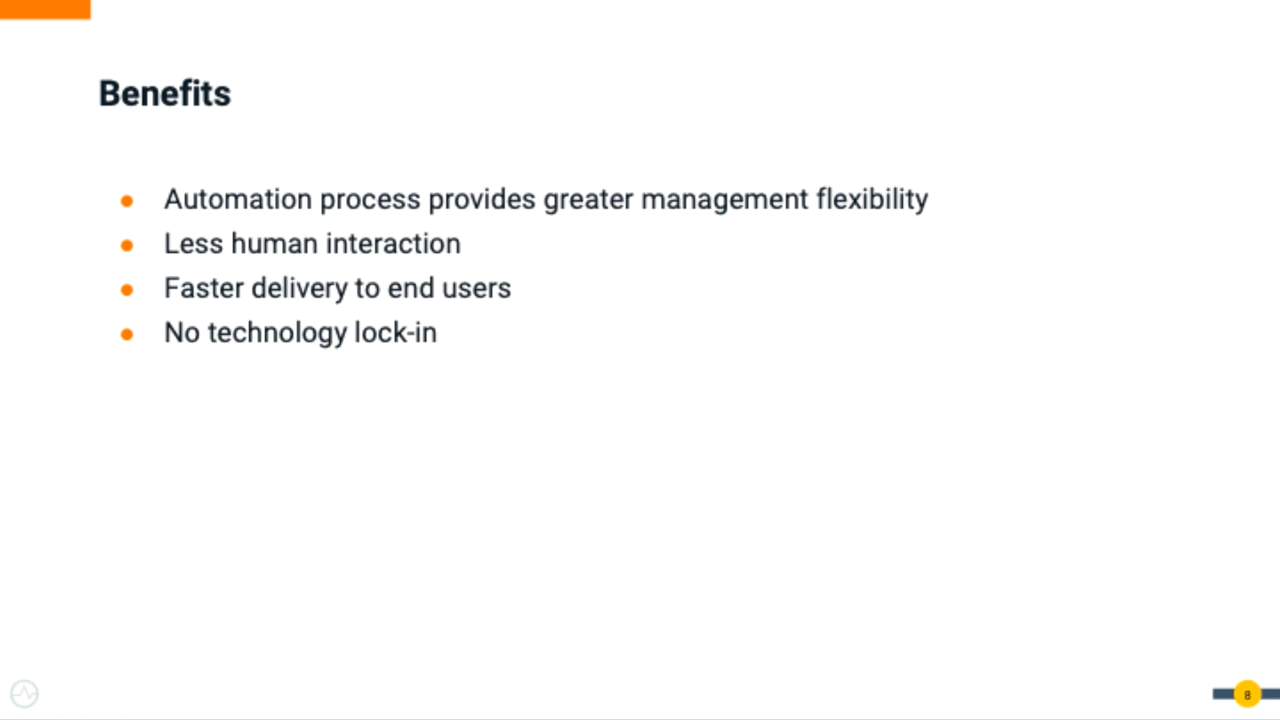 Benefits
Automation process provides greater management flexibility
Less human interaction
Faster delivery to end users
No technology lock-in
8